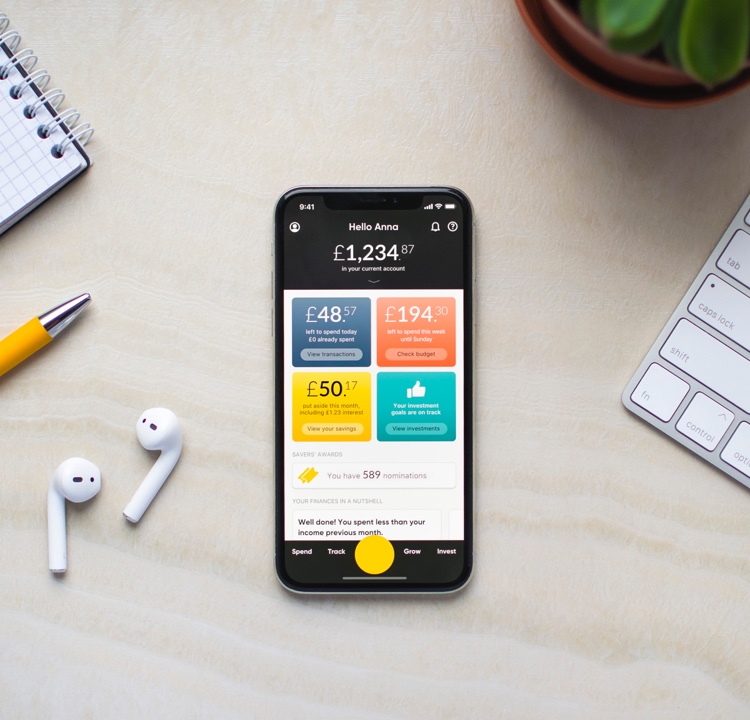 9:41
Hello Anna
£1,234.87
in your current account
£48.57
left to spend today
£0 already spent
View transactions
£194.30
left to spend this week
until Sunday
Check budget
£50.17
put aside this month,
including £1.23 interest
View your savings
Your investment
goals are on track
View investments
SAVERS' AWARDS
You have 589 nominations
YOUR FINANCES IN A NUTSHELL
Well done! You spent less than your
income previous month.
Spend Track Grow Invest
tab
caps lock
shift
fn
control
opti